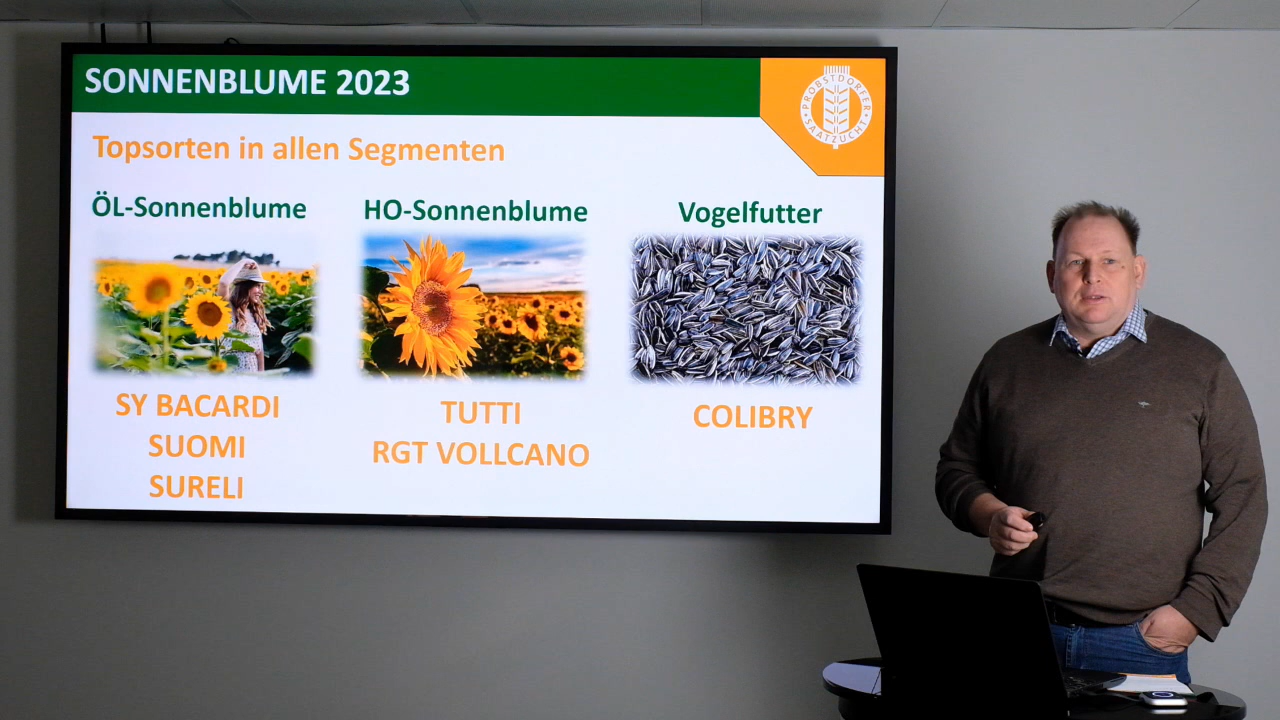 SONNENBLUME 2023
PROBSTDORFER
SAATZUCHT
Topsorten in allen Segmenten
ÖL-Sonnenblume
HO-Sonnenblume
Vogelfutter
SY BACARDI
SUOMI
SURELI
TUTTI
RGT VOLLCANO
COLIBRY